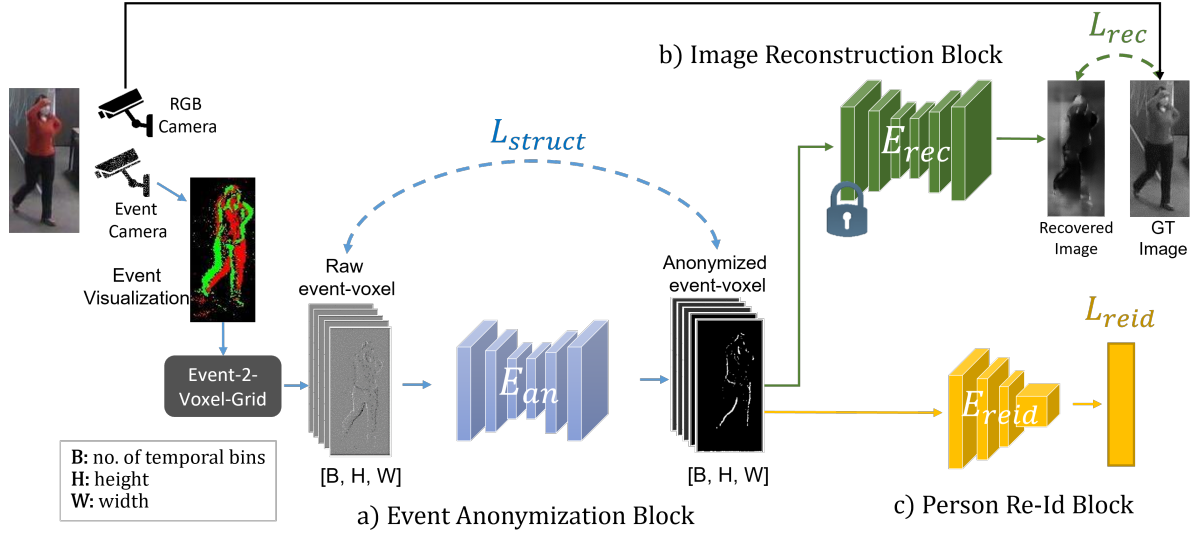 b) Image Reconstruction Block
L_rec
RGB
Camera
L_struct
E_rec
Event
Camera
Recovered
Image
GT
Image
Event
Visualization
Raw
event-voxel
Anonymized
event-voxel
L_reid
Event-2-
Voxel-Grid
E_an
E_reid
B: no. of temporal bins
H: height
W: width
[B, H, W]
[B, H, W]
a) Event Anonymization Block
c) Person Re-Id Block